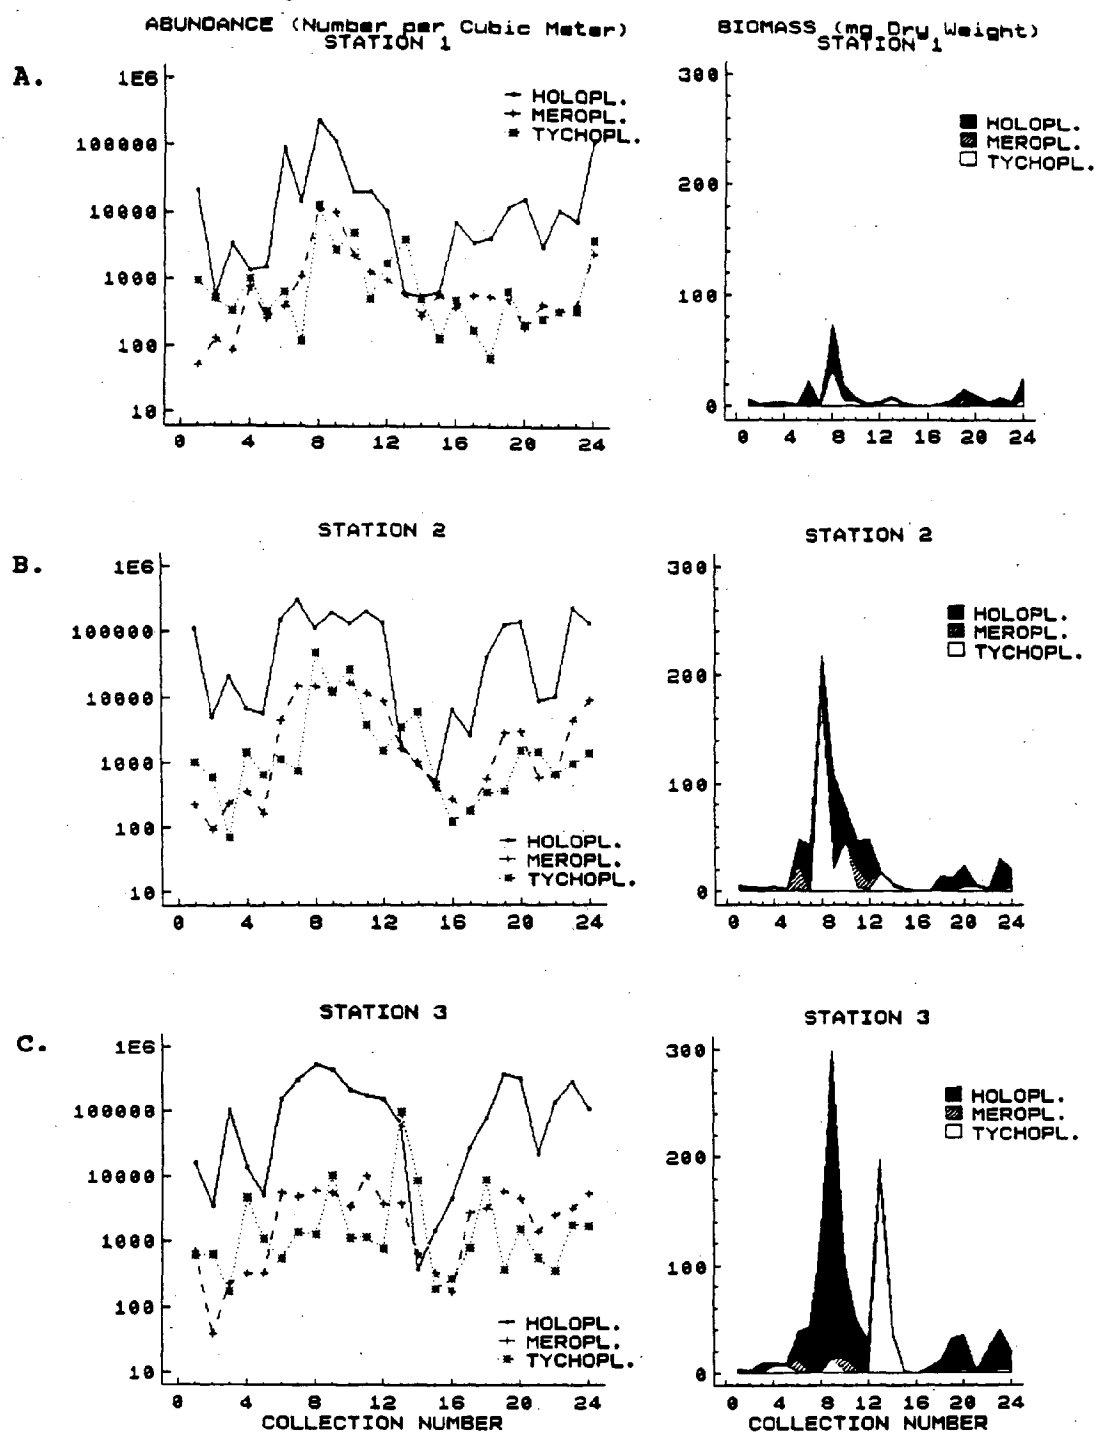 ABUNDANCE (Number per Cubic Meter)
STATION 1
BIOMASS (mg Dry Weight)
STATION 1
A.
1E6
100000
10000
1000
100
10
HOLOPL.
MEROPL.
TYCHOPL.
0 4 8 12 16 20 24
300
200
100
0
HOLOPL.
MEROPL.
TYCHOPL.
0 4 8 12 16 20 24
B.
STATION 2
1E6
100000
10000
1000
100
10
HOLOPL.
MEROPL.
TYCHOPL.
0 4 8 12 16 20 24
STATION 2
300
200
100
0
HOLOPL.
MEROPL.
TYCHOPL.
0 4 8 12 16 20 24
C.
STATION 3
1E6
100000
10000
1000
100
10
HOLOPL.
MEROPL.
TYCHOPL.
0 4 8 12 16 20 24
COLLECTION NUMBER
STATION 3
300
200
100
0
HOLOPL.
MEROPL.
TYCHOPL.
0 4 8 12 16 20 24
COLLECTION NUMBER